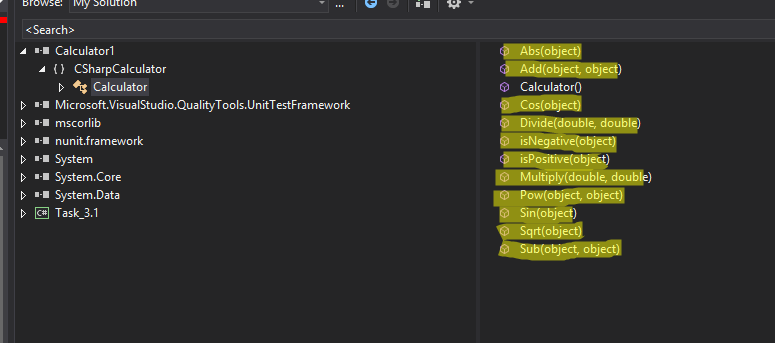 Browse: My Solution ...
<Search>
Calculator1
{ } CSharpCalculator
Calculator
Microsoft.VisualStudio.QualityTools.UnitTestFramework
mscorlib
nunit.framework
System
System.Core
System.Data
C# Task_3.1
Abs(object)
Add(object, object)
Calculator()
Cos(object)
Divide(double, double)
isNegative(object)
isPositive(object)
Multiply(double, double)
Pow(object, object)
Sin(object)
Sqrt(object)
Sub(object, object)